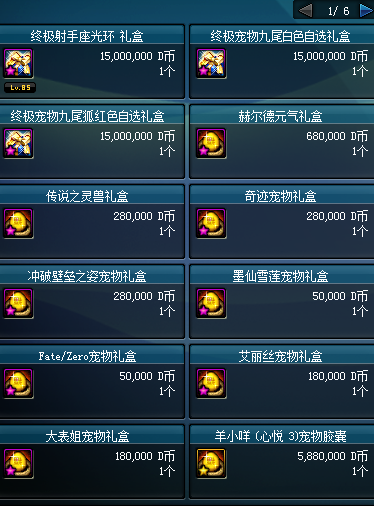 1/ 6
终极射手座光环 礼盒
15,000,000 D币
1个
Lv.85
终极宠物九尾白色自选礼盒
15,000,000 D币
1个
终极宠物九尾狐红色自选礼盒
15,000,000 D币
1个
赫尔德元气礼盒
680,000 D币
1个
传说之灵兽礼盒
280,000 D币
1个
奇迹宠物礼盒
280,000 D币
1个
冲破壁垒之姿宠物礼盒
280,000 D币
1个
墨仙雪莲宠物礼盒
50,000 D币
1个
Fate/Zero宠物礼盒
50,000 D币
1个
艾丽丝宠物礼盒
180,000 D币
1个
大表姐宠物礼盒
180,000 D币
1个
羊小咩 (心悦 3)宠物胶囊
5,880,000 D币
1个